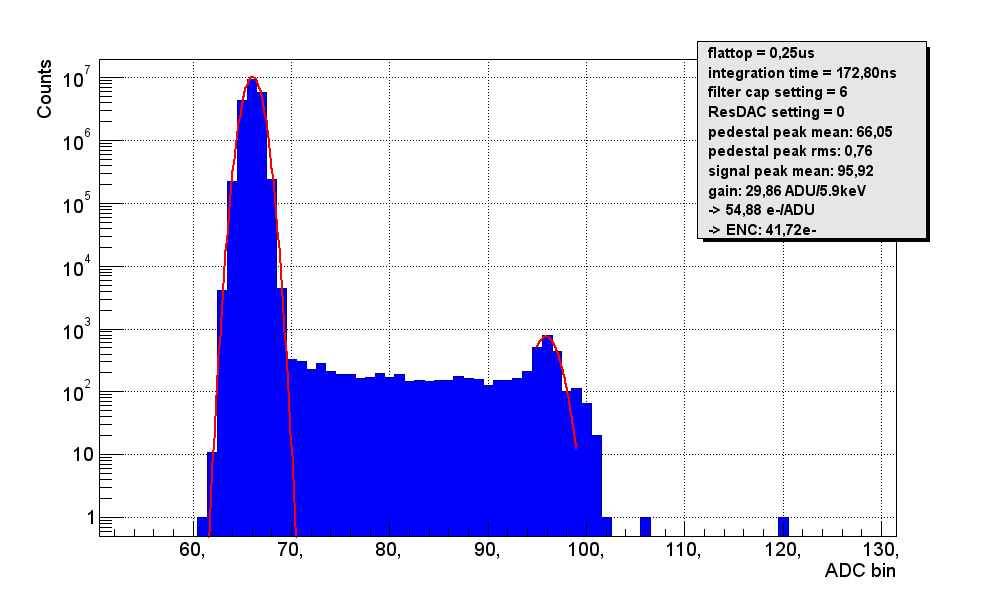 flattop = 0,25us
integration time = 172,80ns
filter cap setting = 6
ResDAC setting = 0
pedestal peak mean: 66,05
pedestal peak rms: 0,76
signal peak mean: 95,92
gain: 29,86 ADU/5.9keV
-> 54,88 e-/ADU
-> ENC: 41,72e-
Counts
10^7
10^6
10^5
10^4
10^3
10^2
10
1
60, 70, 80, 90, 100, 110, 120, 130,
ADC bin